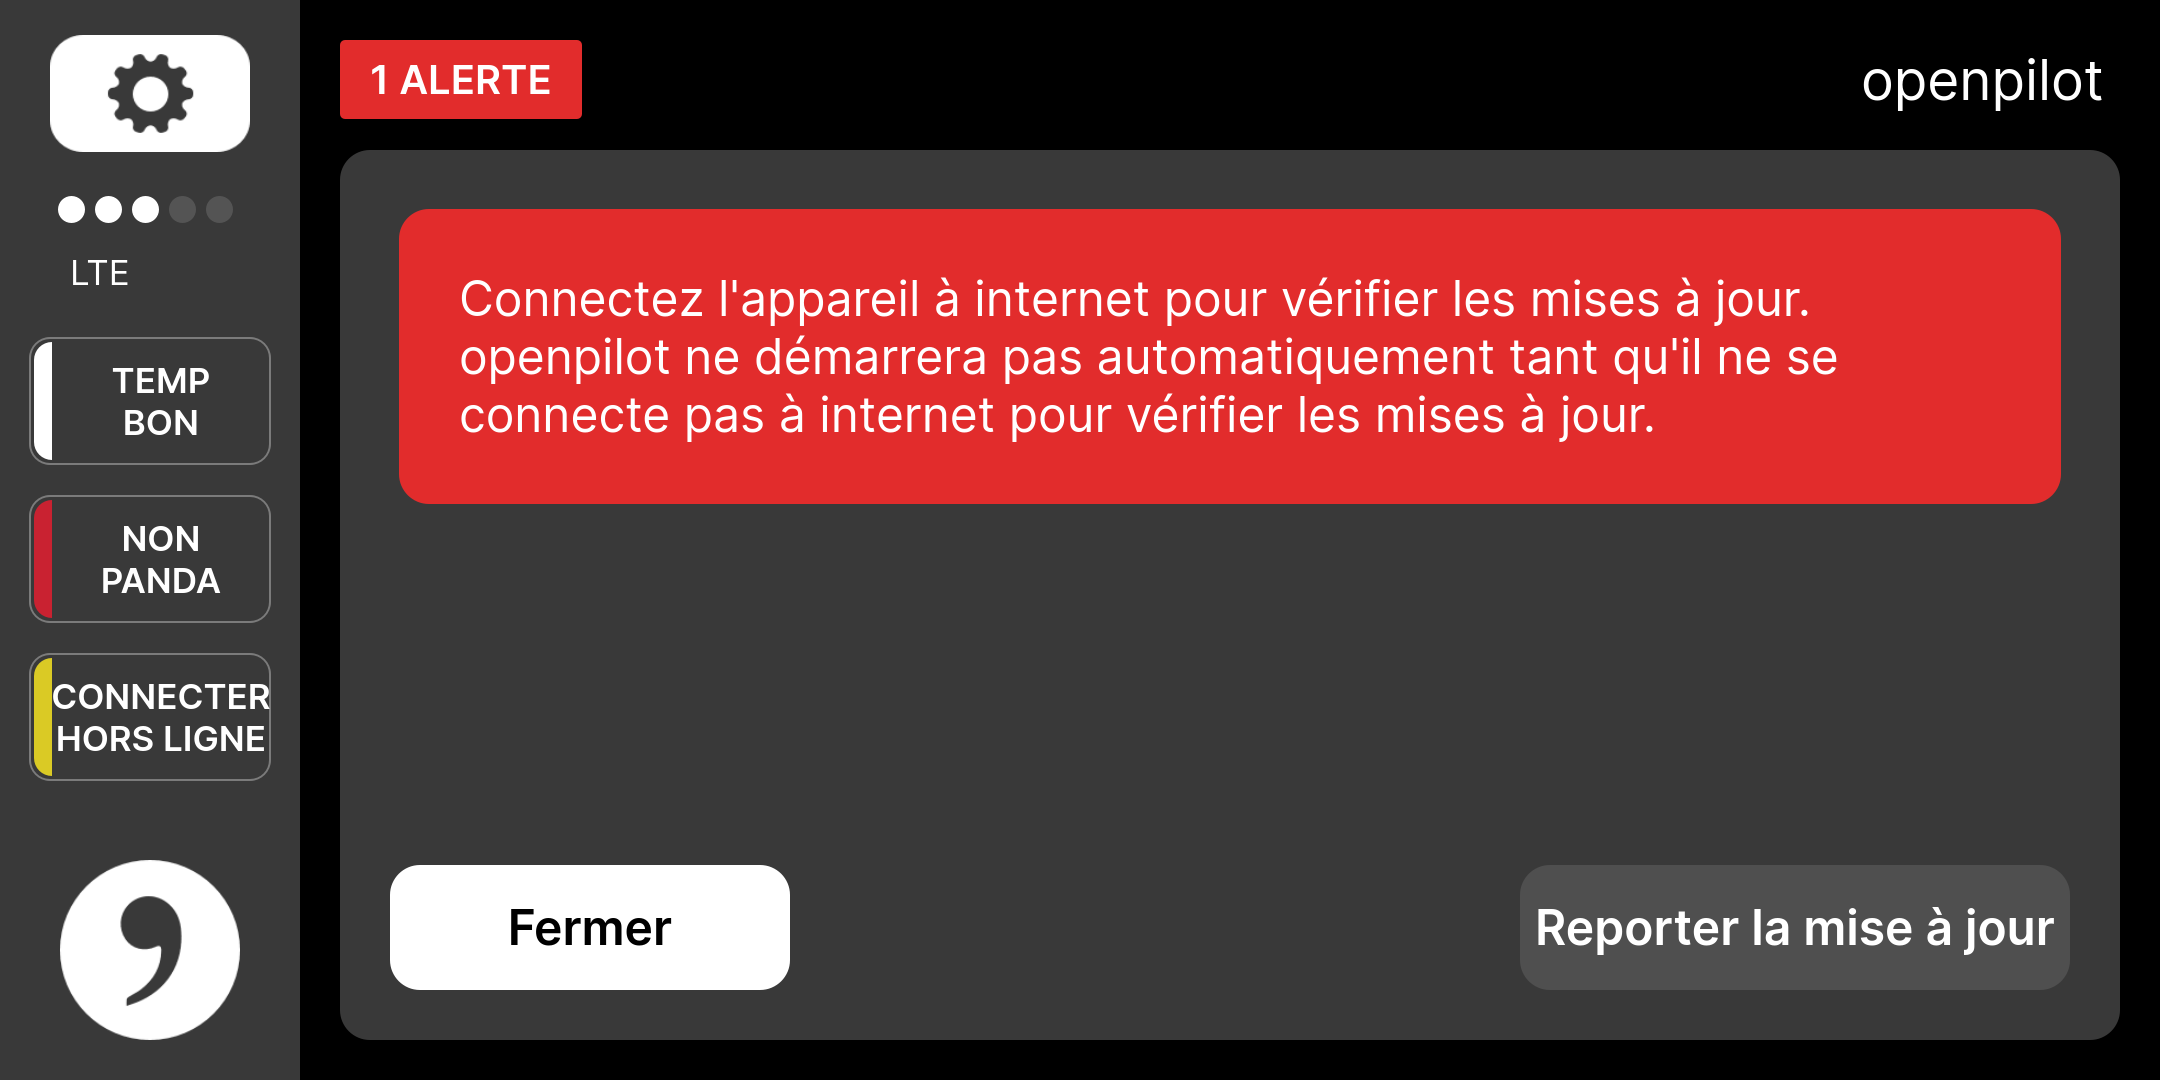 LTE
TEMP
BON
NON
PANDA
CONNECTER
HORS LIGNE
1 ALERTE
openpilot
Connectez l'appareil à internet pour vérifier les mises à jour.
openpilot ne démarrera pas automatiquement tant qu'il ne se
connecte pas à internet pour vérifier les mises à jour.
Fermer
Reporter la mise à jour